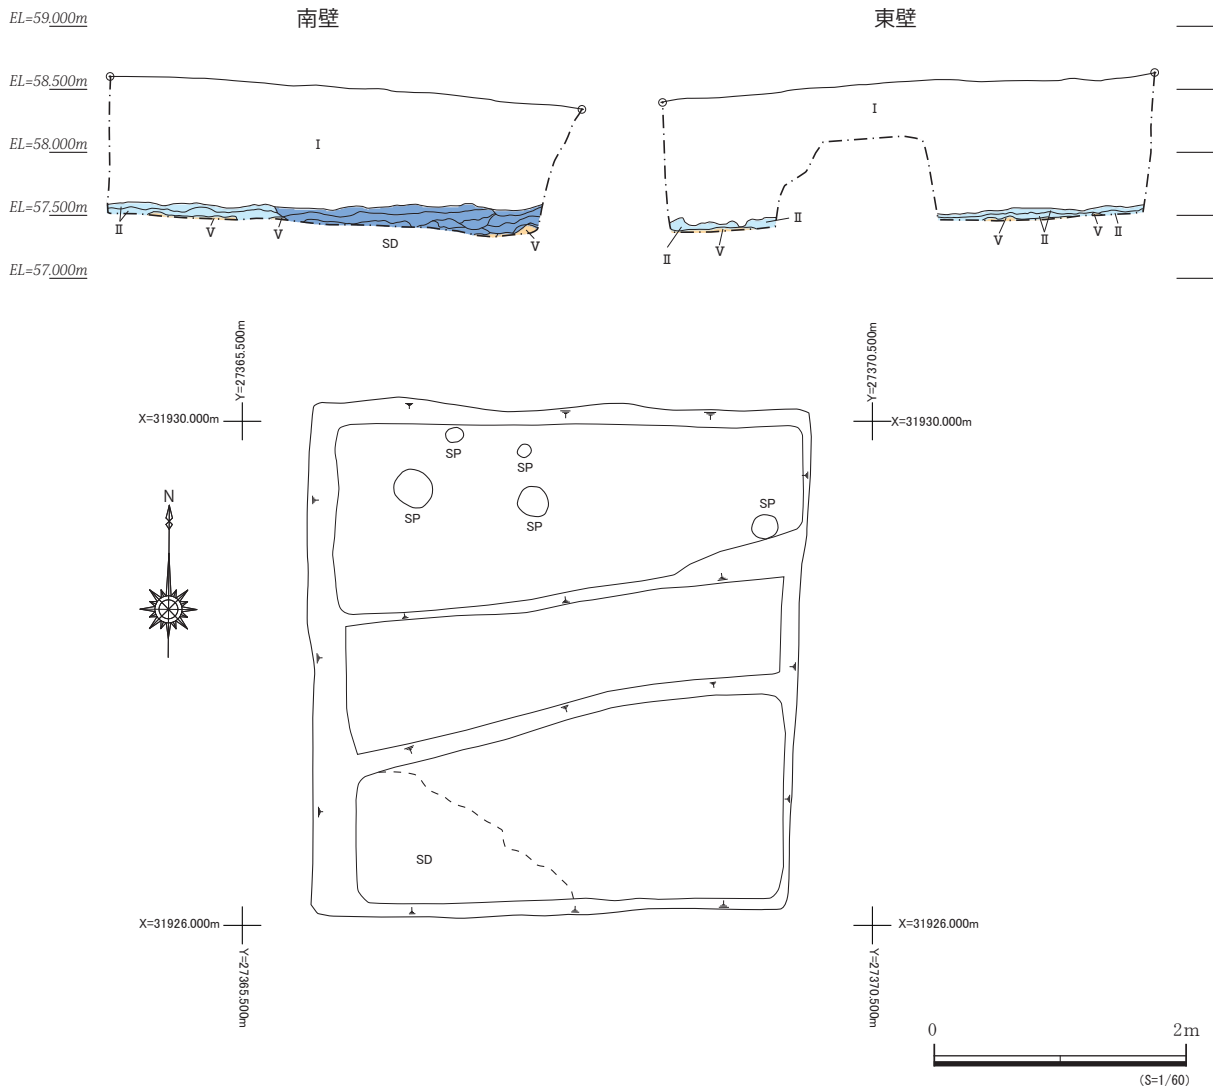 南壁
東壁
EL=59.000m
EL=58.500m
EL=58.000m
EL=57.500m
EL=57.000m
I
II
V
V
SD
V
I
II
II
V
V
II
V
II
Y=27365.500m
Y=27370.500m
X=31930.000m
X=31930.000m
N
SP
SP
SP
SP
SP
SD
X=31926.000m
X=31926.000m
Y=27365.500m
Y=27370.500m
0
2m
(S=1/60)